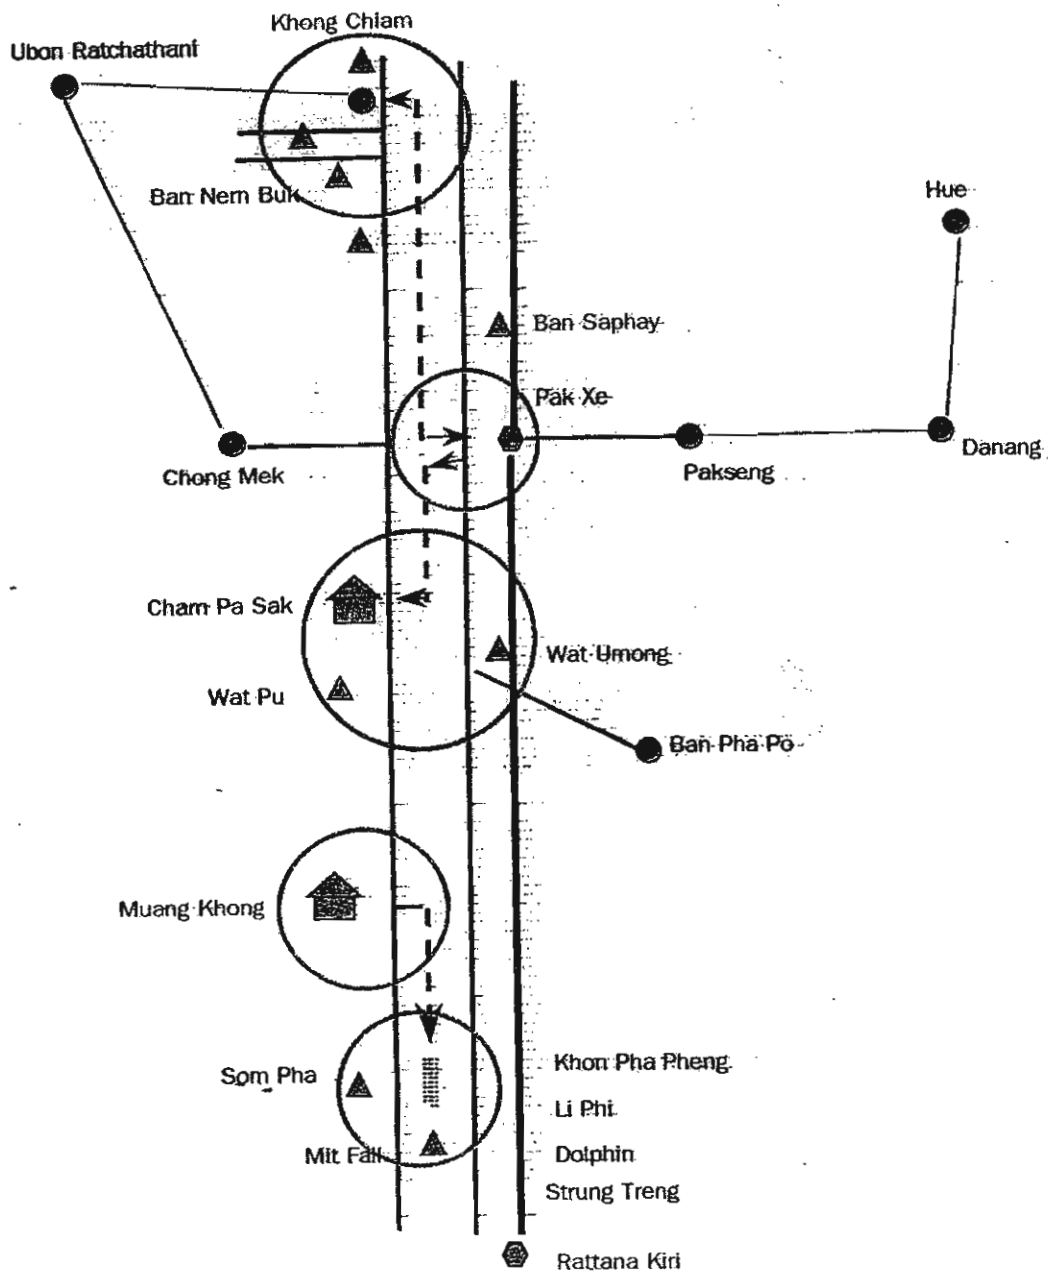 Khong Chiam
Ubon Ratchathani
Ban Nem Buk
Hue
Ban Saphay
Pak Xe
Chong Mek
Pakseng
Danang
Cham Pa Sak
Wat Umong
Wat Pu
Ban Pha Po
Muang Khong
Som Pha
Khon Pha Pheng
Li Phi
Mit Fall
Dolphin
Strung Treng
Rattana Kiri